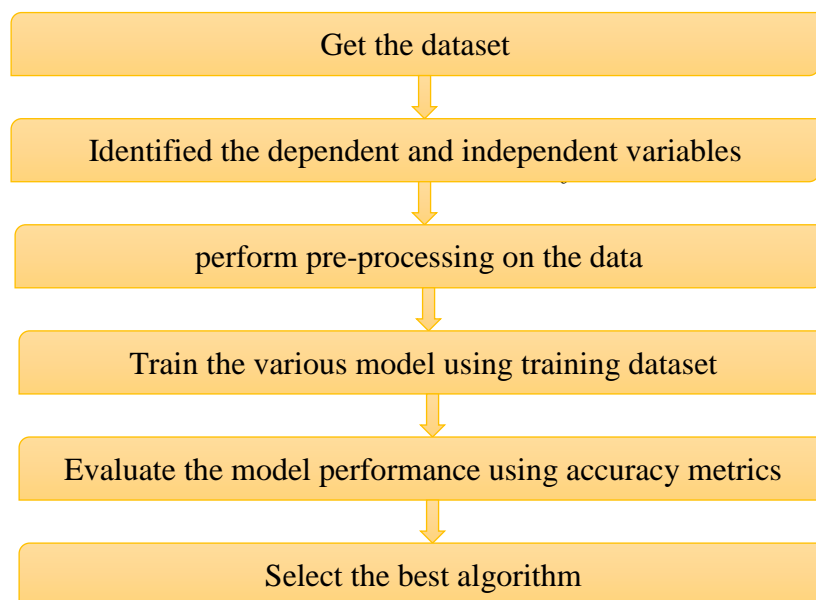 Get the dataset
Identified the dependent and independent variables
perform pre-processing on the data
Train the various model using training dataset
Evaluate the model performance using accuracy metrics
Select the best algorithm